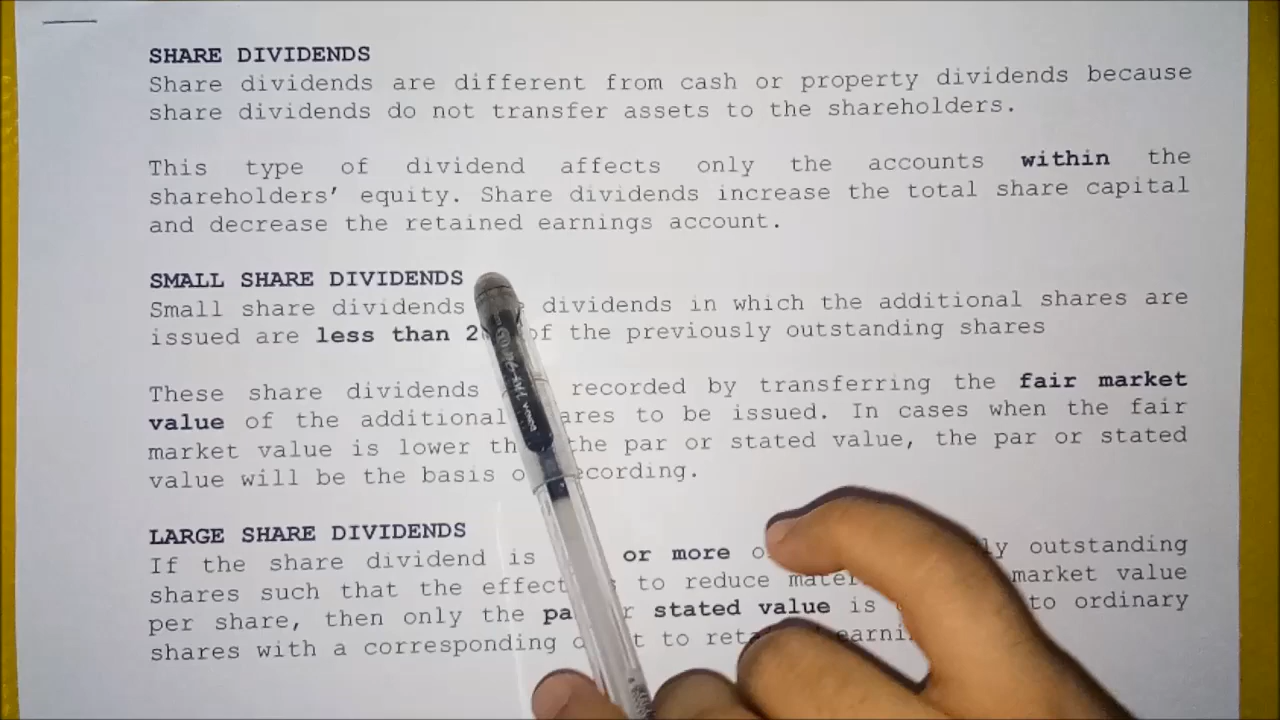 SHARE DIVIDENDS
Share dividends are different from cash or property dividends because
share dividends do not transfer assets to the shareholders.
This type of dividend affects only the accounts within the
shareholders' equity. Share dividends increase the total share capital
and decrease the retained earnings account.
SMALL SHARE DIVIDENDS
Small share dividends dividends in which the additional shares are
issued are less than of the previously outstanding shares
These share dividends recorded by transferring the fair market
value of the additional to be issued. In cases when the fair
market value is lower the par or stated value, the par or stated
value will be the basis
LARGE SHARE DIVIDENDS
If the share dividend is or more outstanding
shares such that the effect to reduce market value
per share, then only the stated value is to ordinary
shares with a corresponding to